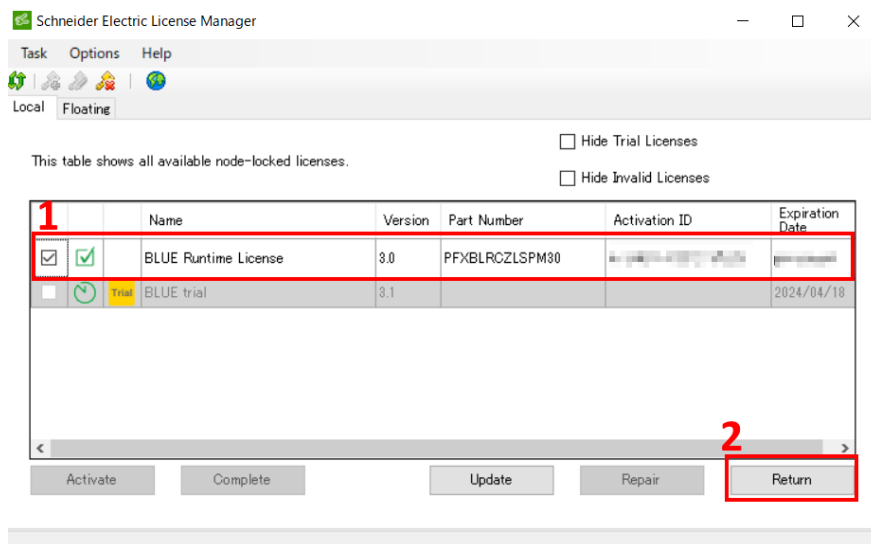 Schneider Electric License Manager
Task Options Help
Local Floating
Hide Trial Licenses
This table shows all available node-locked licenses.
Hide Invalid Licenses
1
Name Version Part Number Activation ID Expiration
Date
BLUE Runtime License 3.0 PFXBLRCZLSPM30
Trial BLUE trial 3.1 2024/04/18
2
Activate Complete Update Repair Return